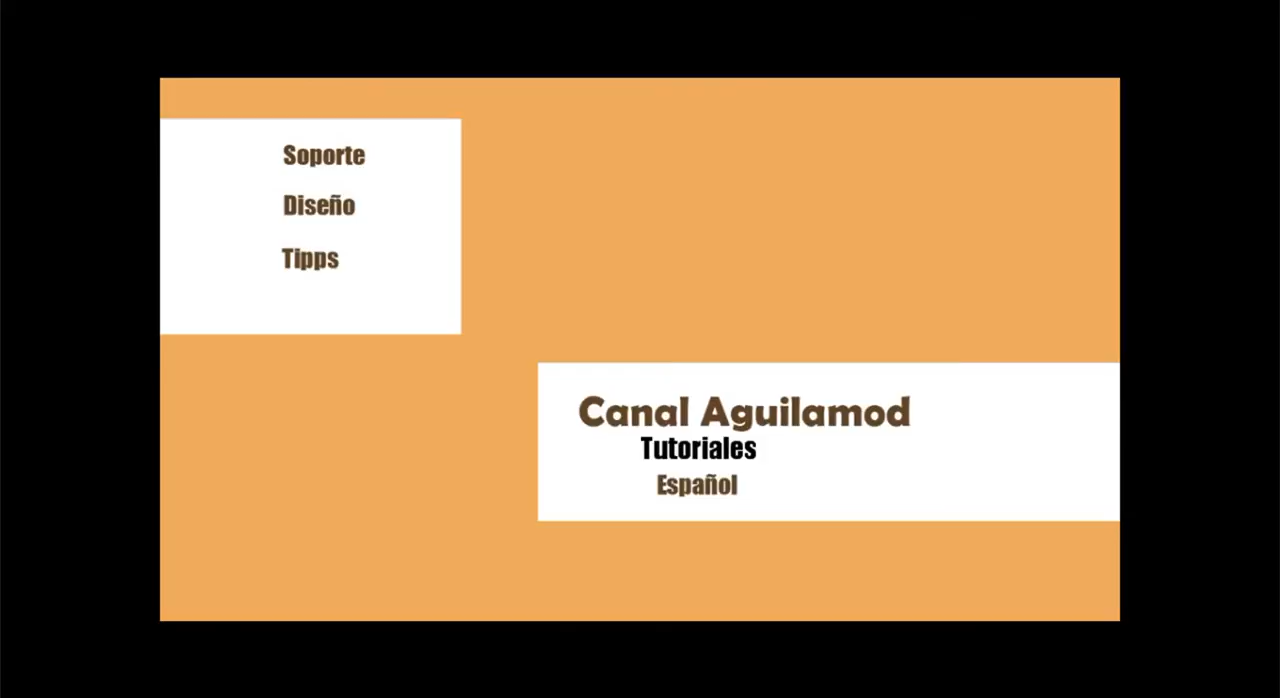 Soporte
Diseño
Tipps
Canal Aguilamod
Tutoriales
Español